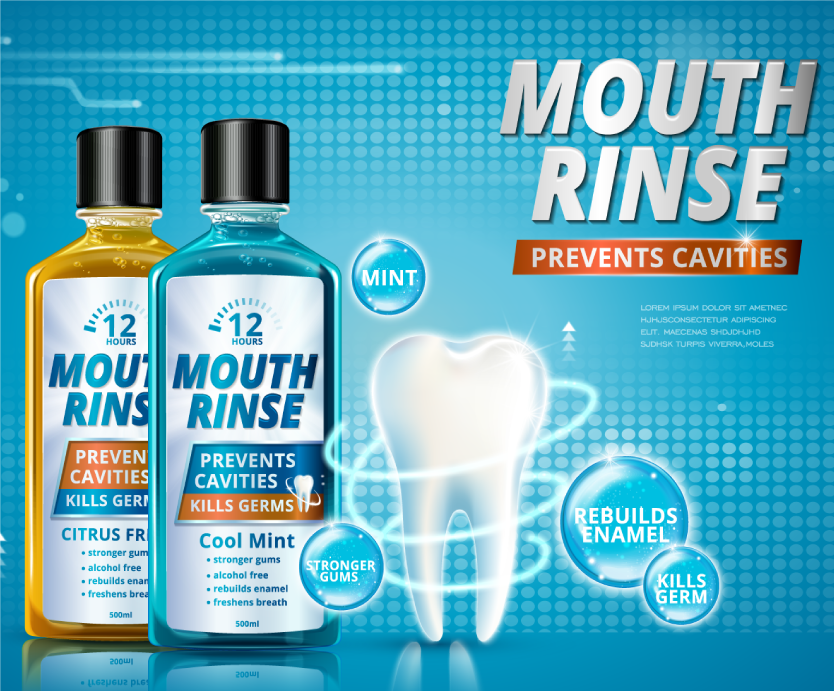 MOUTH
RINSE
PREVENTS CAVITIES
LOREM IPSUM DOLOR SIT AMETNEC
HJHJSCONSECTETUR ADIPISCING
ELIT. MAECENAS SHDJDHJHD
SJDHSK TURPIS VIVERRA,MOLES
MINT
REBUILDS
ENAMEL
KILLS
GERM
STRONGER
GUMS
12
HOURS
MOUT
RINS
PREVEN
CAVITIES
KILLS GERM
CITRUS FR
• stronger gum
• alcohol free
• rebuilds enam
• freshens brea
500ml
12
HOURS
MOUTH
RINSE
PREVENTS
CAVITIES
KILLS GERMS
Cool Mint
• stronger gums
• alcohol free
• rebuilds enamel
• freshens breath
500ml